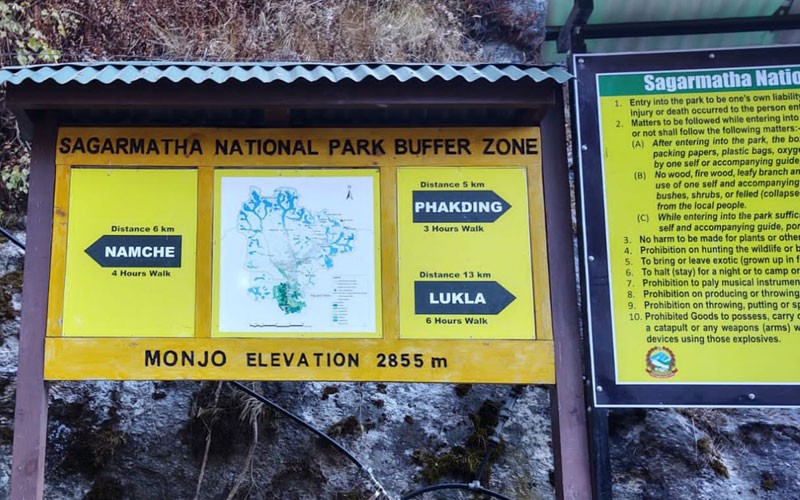 SAGARMATHA NATIONAL PARK BUFFER ZONE
Distance 6 km
NAMCHE
4 Hours Walk
Distance 5 km
PHAKDING
3 Hours Walk
Distance 13 km
LUKLA
6 Hours Walk
MONJO ELEVATION 2855 m
Sagarmatha Natio
1. Entry into the park to be one's own liability
injury or death occurred to the person ent
2. Matters to be followed while entering into
or not shall follow the following matters:
(A) After entering into the park, the bo
packing papers, plastic bags, oxyge
by one self or accompanying guide
(B) No wood, fire wood, leafy branch an
use of one self and accompanying
bushes, shrubs, or felled (collapse
from the local people.
(C) While entering into the park suffic
self and accompanying guide, por
3. No harm to be made for plants or other
4. Prohibition on hunting the wildlife or b
5. To bring or leave exotic (grown up in f
6. To halt (stay) for a night or to camp or
7. Prohibition to paly musical instrumen
8. Prohibition on producing or throwing
9. Prohibition on throwing, putting or sp
10. Prohibited Goods to possess, carry o
a catapult or any weapons (arms) w
devices using those explosives.